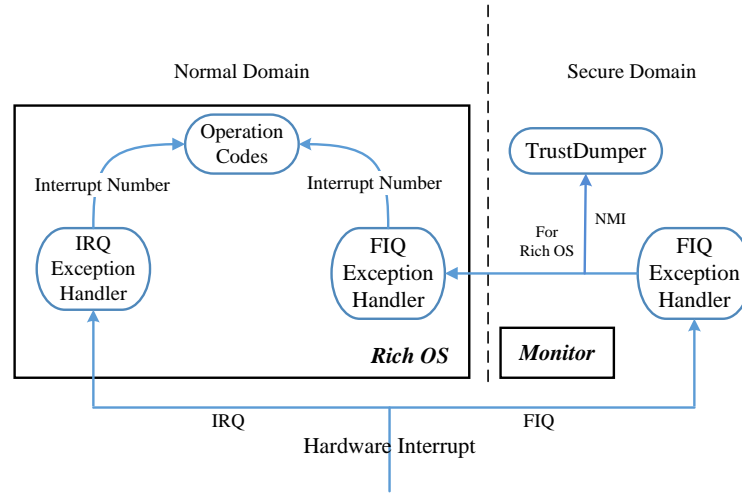 Normal Domain
Secure Domain
Operation
Codes
TrustDumper
Interrupt Number
Interrupt Number
IRQ
Exception
Handler
FIQ
Exception
Handler
For
Rich OS
NMI
FIQ
Exception
Handler
Rich OS
Monitor
IRQ
FIQ
Hardware Interrupt